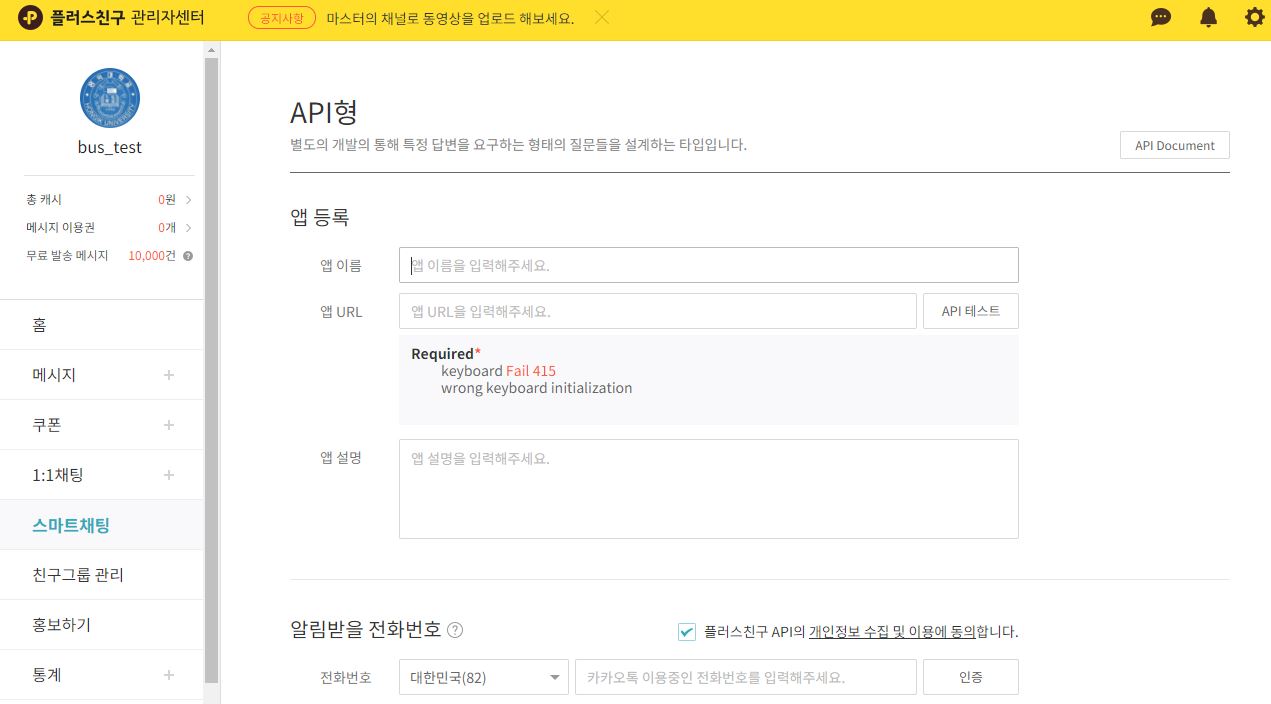 플러스친구 관리자센터 공지사항 마스터의 채널로 동영상을 업로드 해보세요.
bus_test
총 캐시 0원
메시지 이용권 0개
무료 발송 메시지 10,000건 ?
홈
메시지 +
쿠폰 +
1:1채팅 +
스마트채팅
친구그룹 관리
홍보하기
통계 +
API형
별도의 개발의 통해 특정 답변을 요구하는 형태의 질문들을 설계하는 타입입니다.
API Document
앱 등록
앱 이름 앱 이름을 입력해주세요.
앱 URL 앱 URL을 입력해주세요. API 테스트
Required*
keyboard Fail 415
wrong keyboard initialization
앱 설명 앱 설명을 입력해주세요.
알림받을 전화번호 ? 플러스친구 API의 개인정보 수집 및 이용에 동의합니다.
전화번호 대한민국(82) 카카오톡 이용중인 전화번호를 입력해주세요. 인증